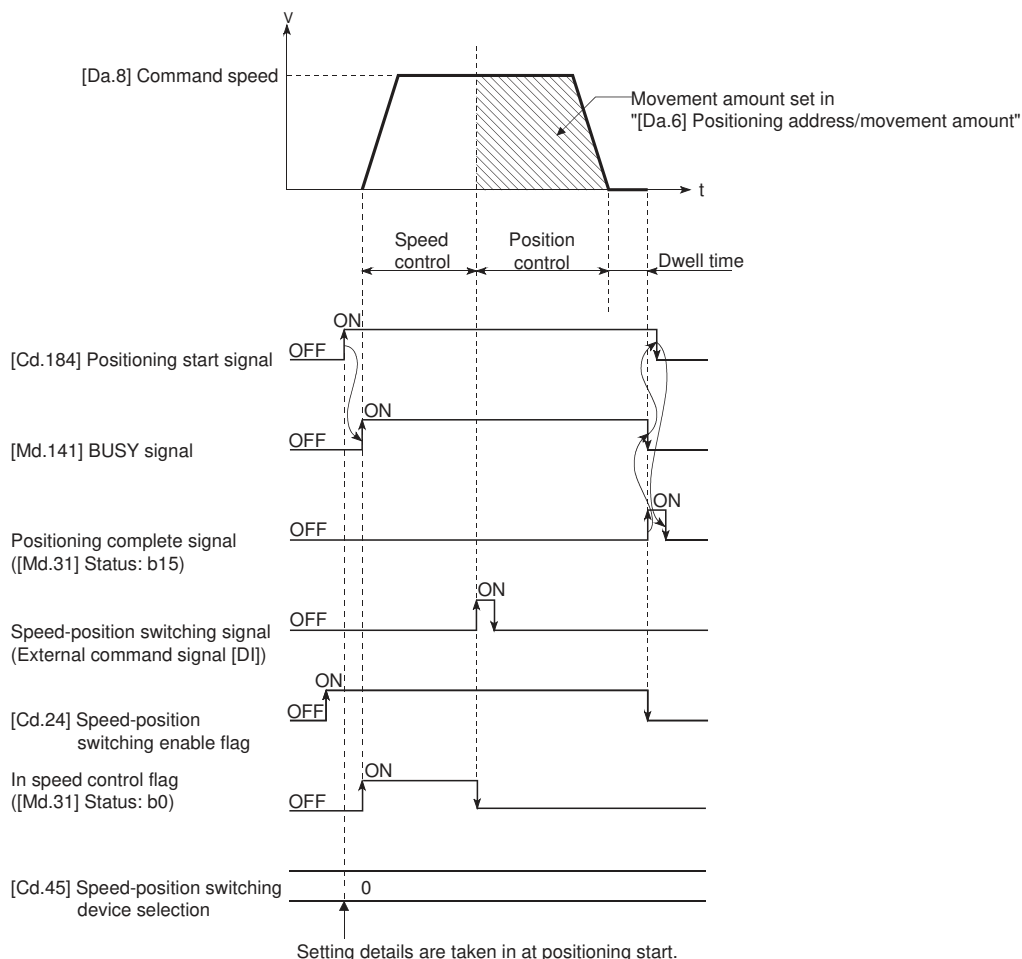 V
[Da.8] Command speed
Movement amount set in
"[Da.6] Positioning address/movement amount"
t
Speed
control
Position
control
Dwell time
ON
OFF
[Cd.184] Positioning start signal
ON
OFF
[Md.141] BUSY signal
ON
OFF
Positioning complete signal
([Md.31] Status: b15)
ON
OFF
Speed-position switching signal
(External command signal [DI])
ON
OFF
[Cd.24] Speed-position
switching enable flag
In speed control flag
([Md.31] Status: b0)
ON
OFF
[Cd.45] Speed-position switching
device selection
0
Setting details are taken in at positioning start.